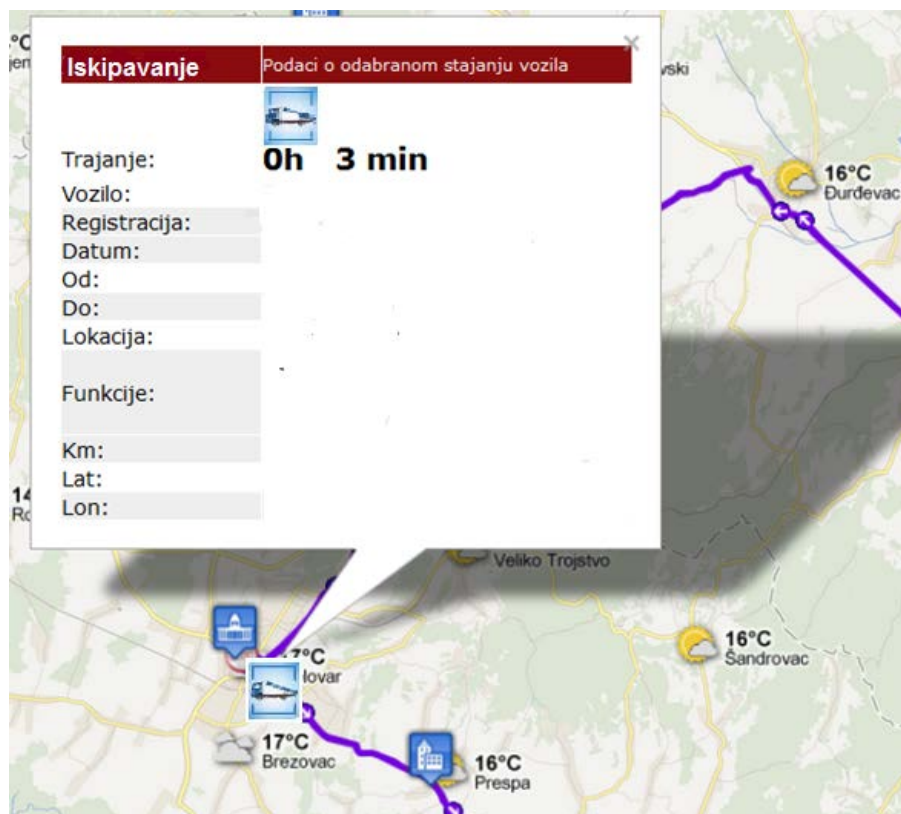 Iskipavanje Podaci o odabranom stajanju vozila
Trajanje: 0h 3 min
Vozilo:
Registracija:
Datum:
Od:
Do:
Lokacija:
Funkcije:
Km:
Lat:
Lon:
16°C
Đurđevac
Veliko Trojstvo
16°C
Šandrovac
17°C
Brezovac
16°C
Prespa